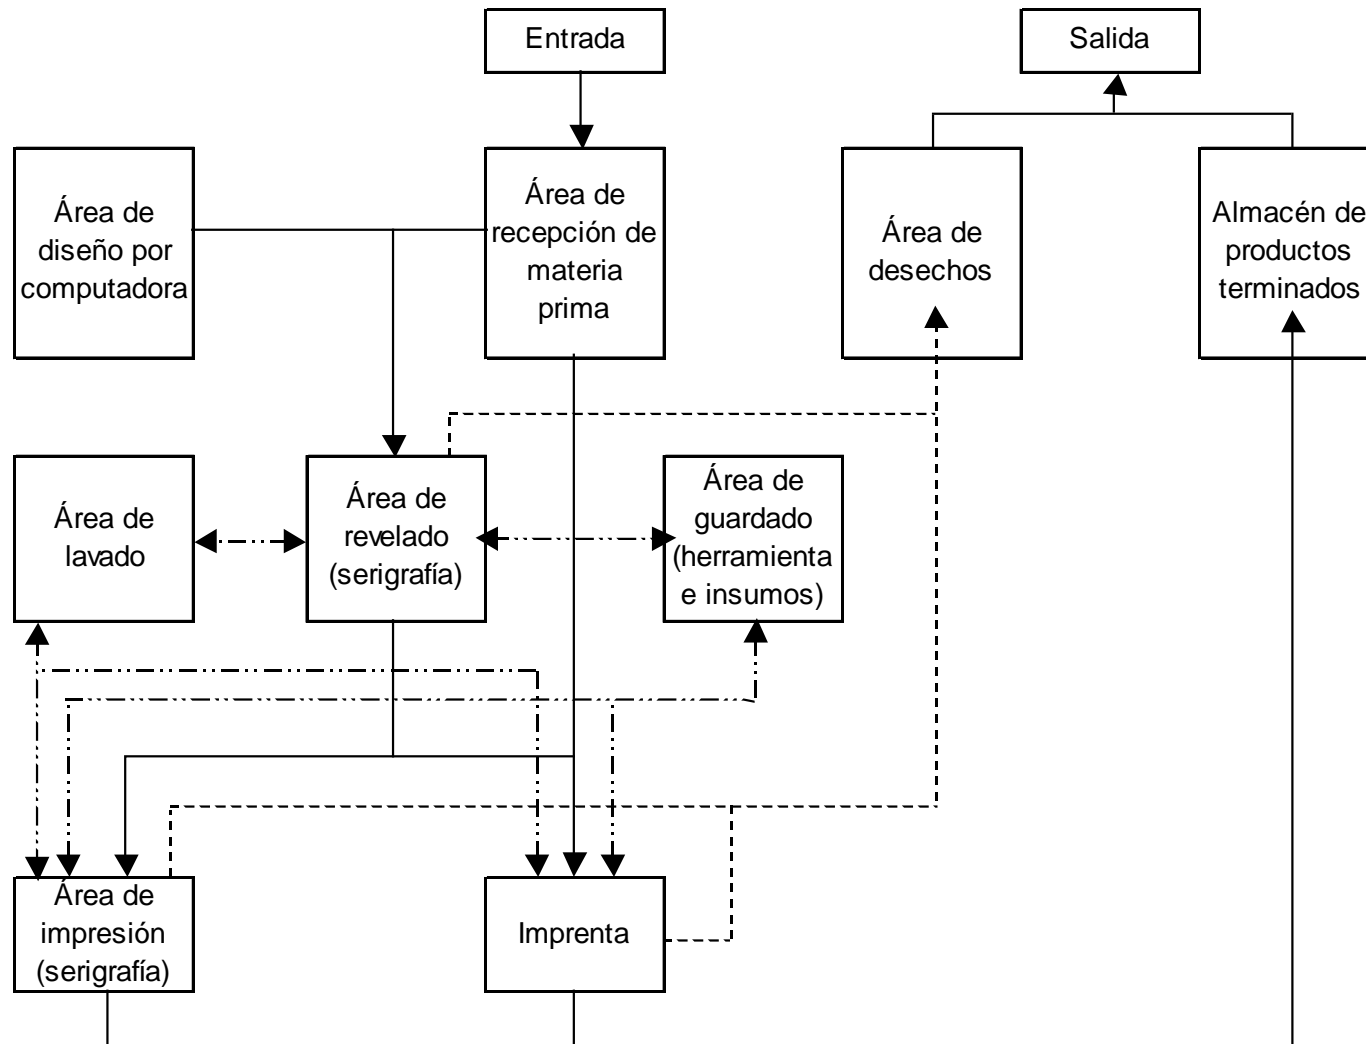 Entrada
Salida
Área de
diseño por
computadora
Área de
recepción de
materia
prima
Área de
desechos
Almacén de
productos
terminados
Área de
lavado
Área de
revelado
(serigrafía)
Área de
guardado
(herramienta
e insumos)
Área de
impresión
(serigrafía)
Imprenta